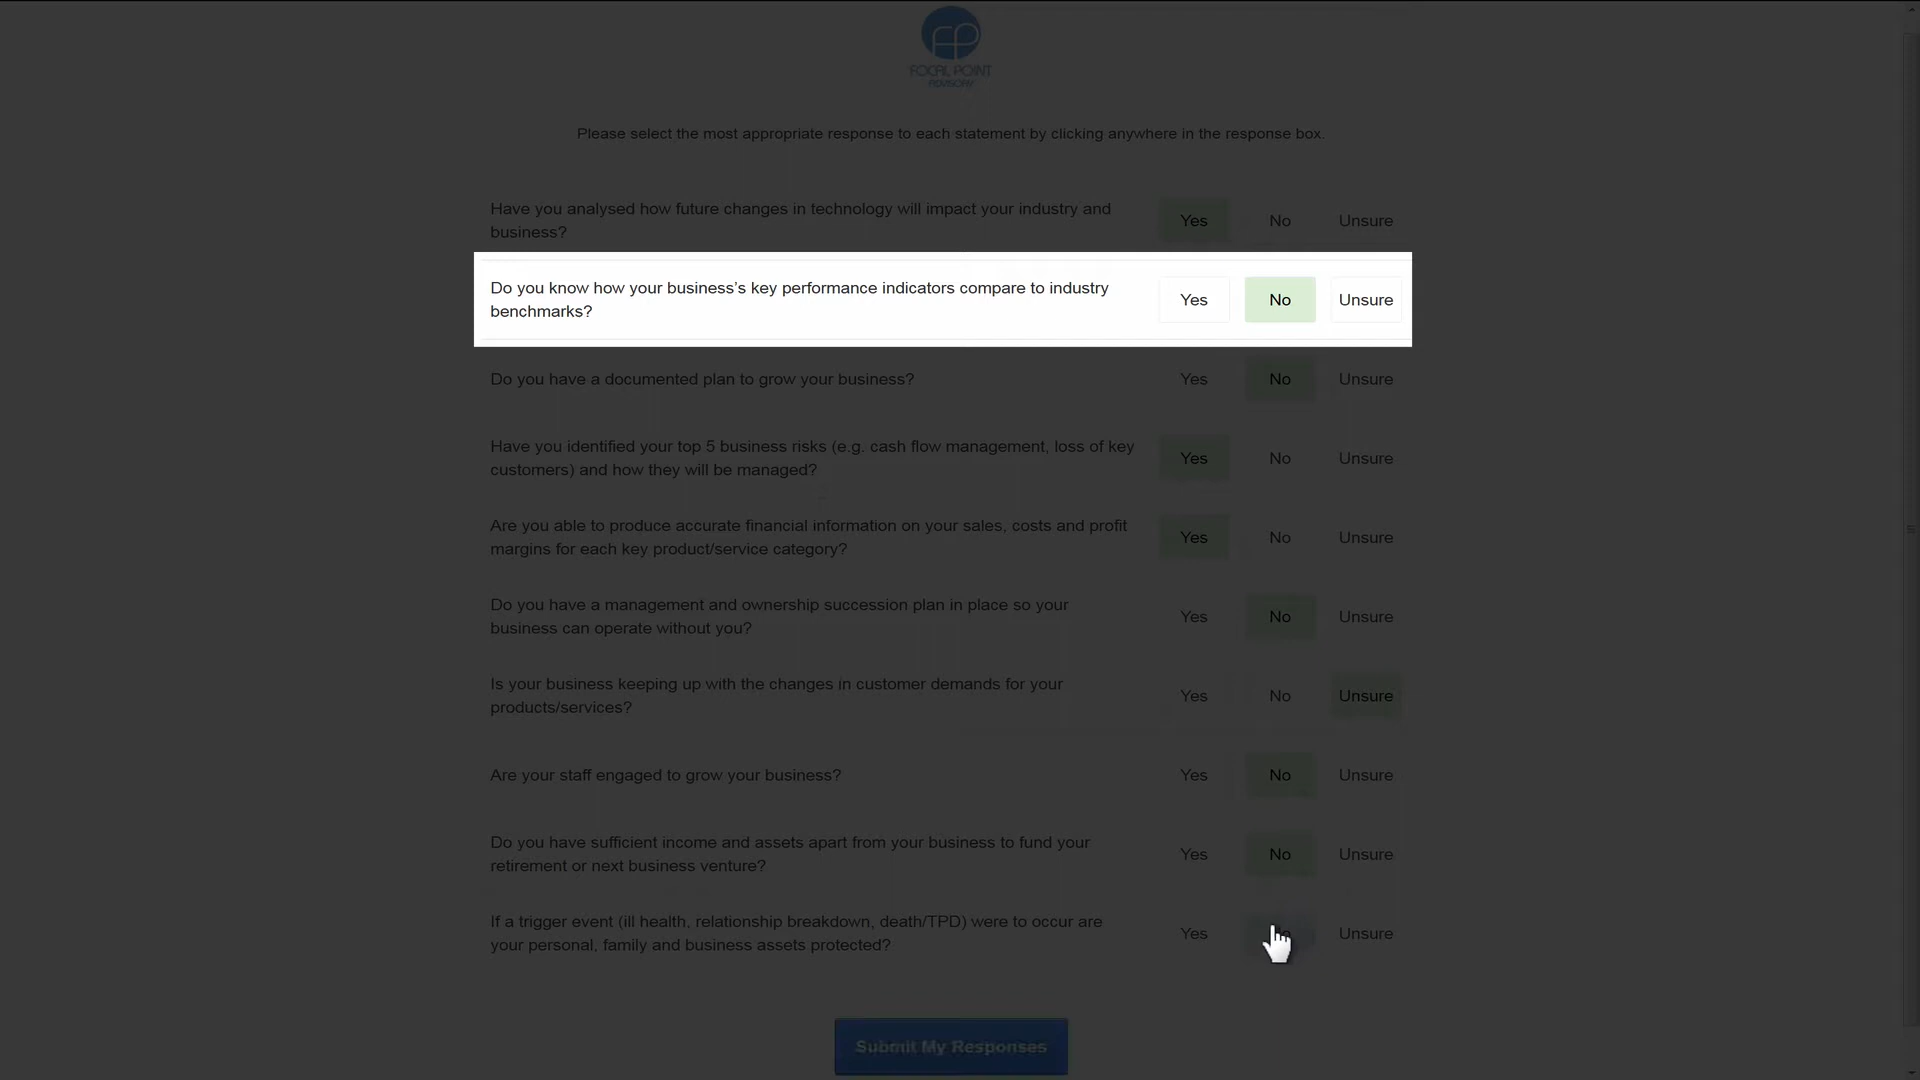 FP
FOCAL POINT
ADVISORY
Please select the most appropriate response to each statement by clicking anywhere in the response box.
Have you analysed how future changes in technology will impact your industry and
business?
Yes No Unsure
Do you know how your business’s key performance indicators compare to industry
benchmarks?
Yes No Unsure
Do you have a documented plan to grow your business?
Yes No Unsure
Have you identified your top 5 business risks (e.g. cash flow management, loss of key
customers) and how they will be managed?
Yes No Unsure
Are you able to produce accurate financial information on your sales, costs and profit
margins for each key product/service category?
Yes No Unsure
Do you have a management and ownership succession plan in place so your
business can operate without you?
Yes No Unsure
Is your business keeping up with the changes in customer demands for your
products/services?
Yes No Unsure
Are your staff engaged to grow your business?
Yes No Unsure
Do you have sufficient income and assets apart from your business to fund your
retirement or next business venture?
Yes No Unsure
If a trigger event (ill health, relationship breakdown, death/TPD) were to occur are
your personal, family and business assets protected?
Yes Unsure
Submit My Responses